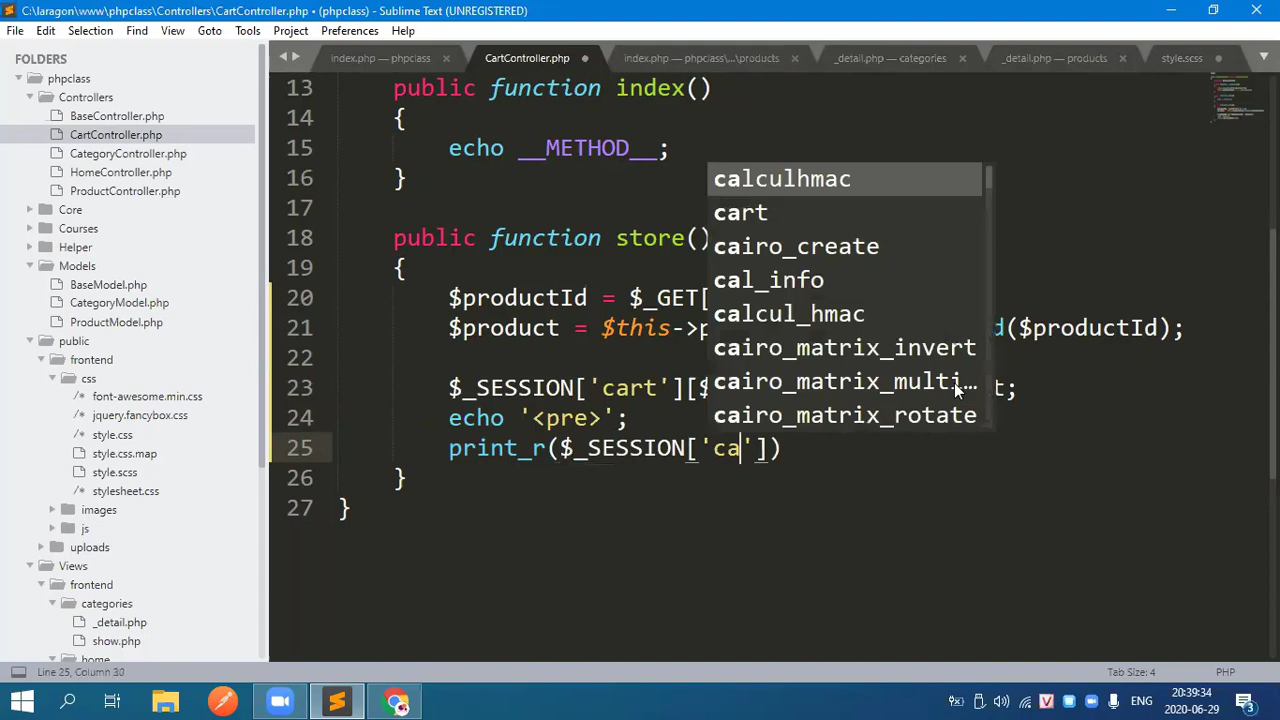 C:\laragon\www\phpclass\Controllers\CartController.php • (phpclass) - Sublime Text (UNREGISTERED)
File Edit Selection Find View Goto Tools Project Preferences Help
FOLDERS
phpclass
Controllers
BaseController.php
CartController.php
CategoryController.php
HomeController.php
ProductController.php
Core
Courses
Helper
Models
BaseModel.php
CategoryModel.php
ProductModel.php
public
frontend
css
font-awesome.min.css
jquery.fancybox.css
style.css
style.css.map
style.scss
stylesheet.css
images
js
uploads
Views
frontend
categories
_detail.php
show.php
home
index.php — phpclass CartController.php index.php — phpclass\...\products _detail.php — categories _detail.php — products style.scss
13 public function index()
14 {
15 echo __METHOD__;
16 }
17
18 public function store()
19 {
20 $productId = $_GET[
21 $product = $this->p d($productId);
22
23 $_SESSION['cart'][$ t;
24 echo '<pre>';
25 print_r($_SESSION['ca'])
26 }
27 }
calculhmac
cart
cairo_create
cal_info
calcul_hmac
cairo_matrix_invert
cairo_matrix_multi…
cairo_matrix_rotate
Line 25, Column 30 Tab Size: 4 PHP
ENG 20:39:34 2020-06-29 3